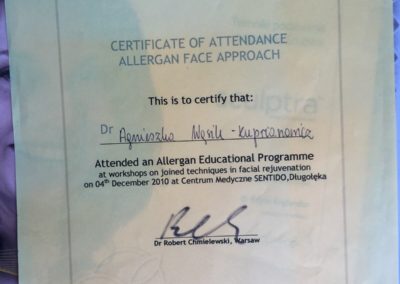 CERTIFICATE OF ATTENDANCE
ALLERGAN FACE APPROACH
This is to certify that:
Dr Agnieszka Wąsik-Kuprianowicz
Attended an Allergan Educational Programme
at workshops on joined techniques in facial rejuvenation
on 04th December 2010 at Centrum Medyczne SENTIDO,Długołęka
Dr Robert Chmielewski, Warsaw